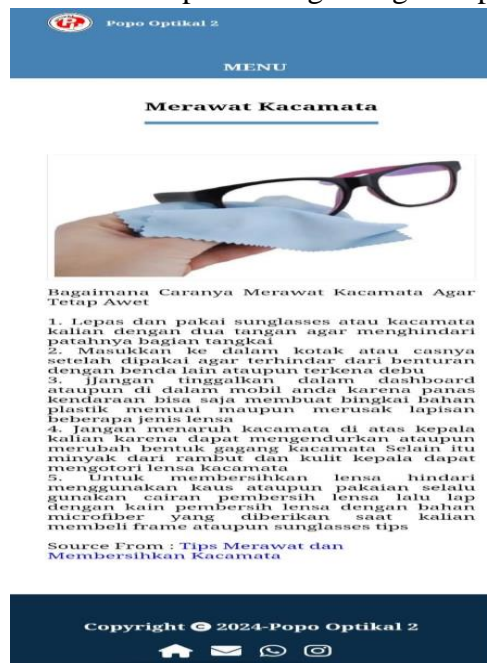 Popo Optikal 2
MENU
Merawat Kacamata
Bagaimana Caranya Merawat Kacamata Agar
Tetap Awet
1. Lepas dan pakai sunglasses atau kacamata
kalian dengan dua tangan agar menghindari
patahnya bagian tangkai
2. Masukkan ke dalam kotak atau casnya
setelah dipakai agar terhindar dari benturan
dengan benda lain ataupun terkena debu
3. jJangan tinggalkan dalam dashboard
ataupun di dalam mobil anda karena panas
kendaraan bisa saja membuat bingkai bahan
plastik memuai maupun merusak lapisan
beberapa jenis lensa
4. Jangan menaruh kacamata di atas kepala
kalian karena dapat mengendurkan ataupun
merubah bentuk gagang kacamata Selain itu
minyak dari rambut dan kulit kepala dapat
mengotori lensa kacamata
5. Untuk membersihkan lensa hindari
menggunakan kaus ataupun pakaian selalu
gunakan cairan pembersih lensa lalu lap
dengan kain pembersih lensa dengan bahan
microfiber yang diberikan saat kalian
membeli frame ataupun sunglasses tips
Source From : Tips Merawat dan
Membersihkan Kacamata
Copyright © 2024-Popo Optikal 2